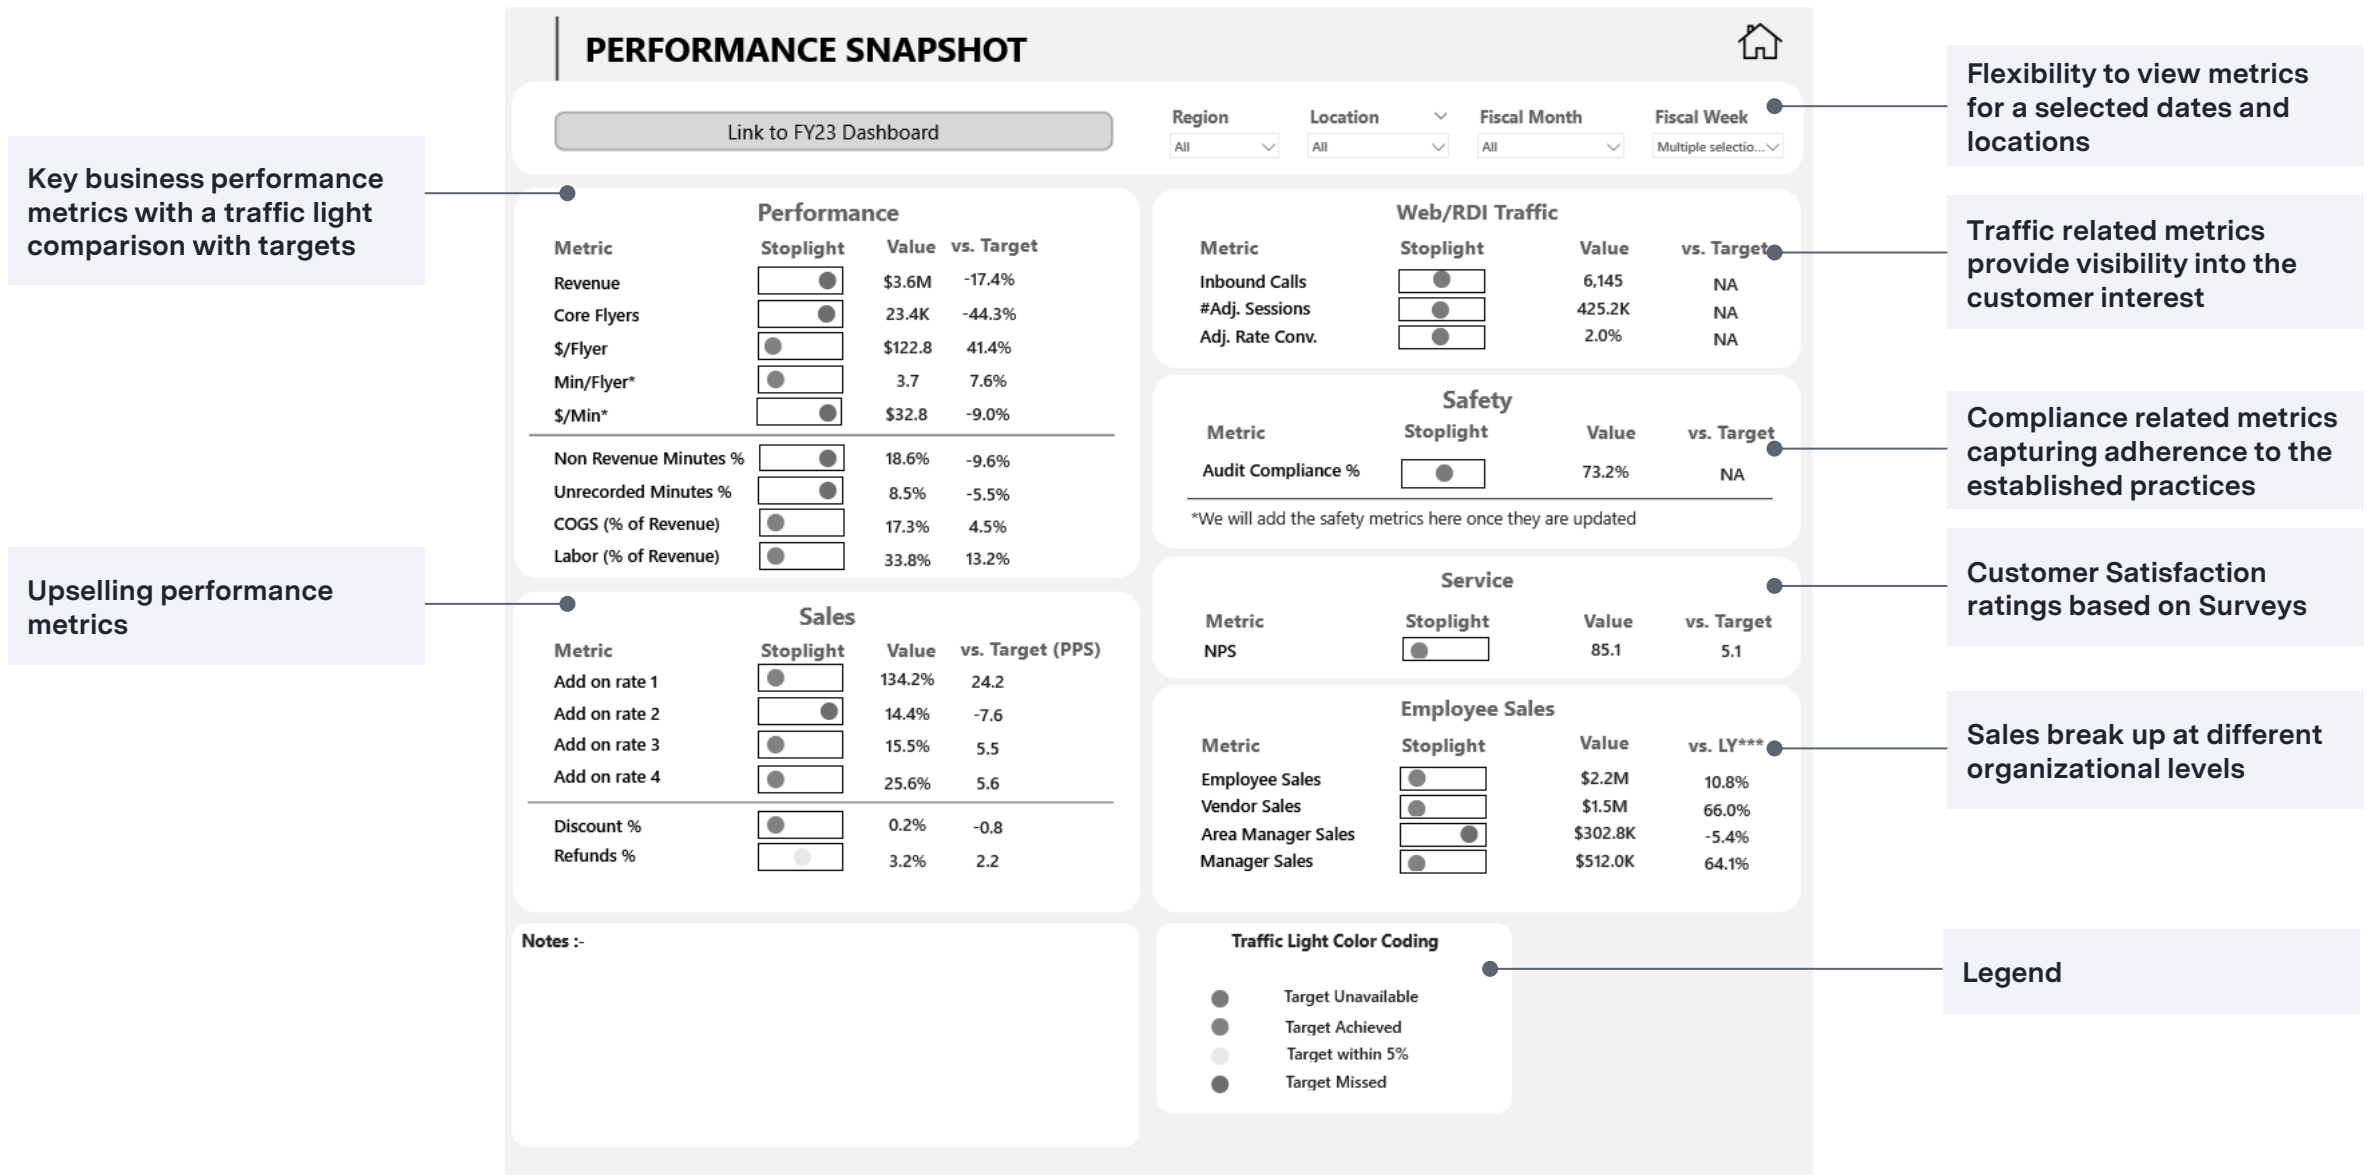 PERFORMANCE SNAPSHOT
Link to FY23 Dashboard
Region Location Fiscal Month Fiscal Week
All All All Multiple selectio...
Flexibility to view metrics
for a selected dates and
locations
Key business performance
metrics with a traffic light
comparison with targets
Performance
Metric Stoplight Value vs. Target
Revenue $3.6M -17.4%
Core Flyers 23.4K -44.3%
$/Flyer $122.8 41.4%
Min/Flyer* 3.7 7.6%
$/Min* $32.8 -9.0%
Non Revenue Minutes % 18.6% -9.6%
Unrecorded Minutes % 8.5% -5.5%
COGS (% of Revenue) 17.3% 4.5%
Labor (% of Revenue) 33.8% 13.2%
Web/RDI Traffic
Metric Stoplight Value vs. Target
Inbound Calls 6,145 NA
#Adj. Sessions 425.2K NA
Adj. Rate Conv. 2.0% NA
Traffic related metrics
provide visibility into the
customer interest
Safety
Metric Stoplight Value vs. Target
Audit Compliance % 73.2% NA
*We will add the safety metrics here once they are updated
Compliance related metrics
capturing adherence to the
established practices
Upselling performance
metrics
Sales
Metric Stoplight Value vs. Target (PPS)
Add on rate 1 134.2% 24.2
Add on rate 2 14.4% -7.6
Add on rate 3 15.5% 5.5
Add on rate 4 25.6% 5.6
Discount % 0.2% -0.8
Refunds % 3.2% 2.2
Service
Metric Stoplight Value vs. Target
NPS 85.1 5.1
Customer Satisfaction
ratings based on Surveys
Employee Sales
Metric Stoplight Value vs. LY***
Employee Sales $2.2M 10.8%
Vendor Sales $1.5M 66.0%
Area Manager Sales $302.8K -5.4%
Manager Sales $512.0K 64.1%
Sales break up at different
organizational levels
Notes :-
Traffic Light Color Coding
Target Unavailable
Target Achieved
Target within 5%
Target Missed
Legend